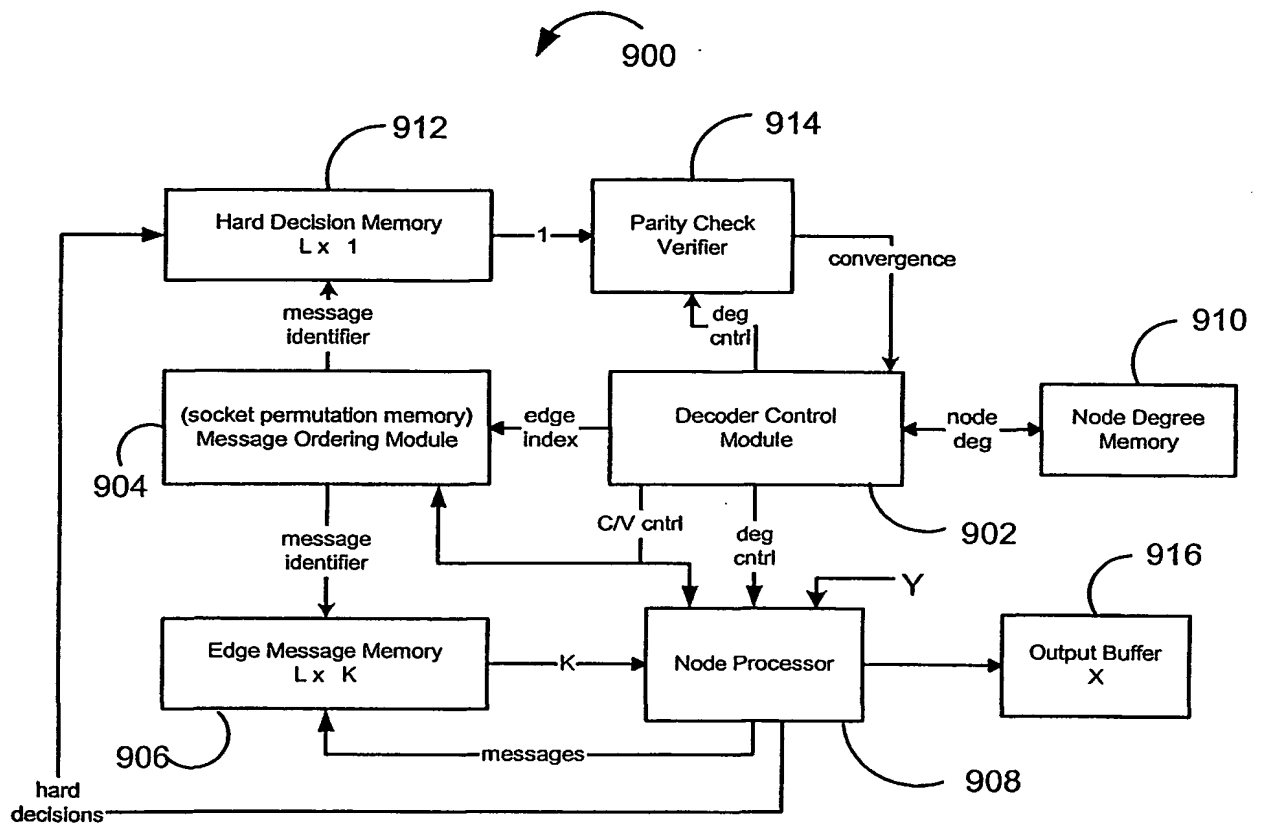 900
912
914
Hard Decision Memory
L x 1
1
Parity Check
Verifier
convergence
message
identifier
deg
cntrl
910
(socket permutation memory)
Message Ordering Module
edge
index
Decoder Control
Module
node
deg
Node Degree
Memory
904
C/V cntrl
902
message
identifier
deg
cntrl
916
Y
Edge Message Memory
L x K
K
Node Processor
Output Buffer
X
906
messages
908
hard
decisions